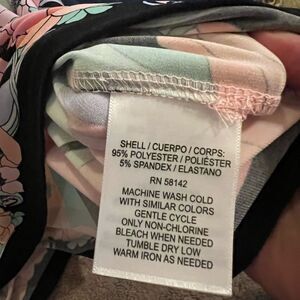 SHELL / CUERPO / CORPS:
95% POLYESTER / POLIÉSTER
5% SPANDEX / ELASTANO
RN 58142
MACHINE WASH COLD
WITH SIMILAR COLORS
GENTLE CYCLE
ONLY NON-CHLORINE
BLEACH WHEN NEEDED
TUMBLE DRY LOW
WARM IRON AS NEEDED